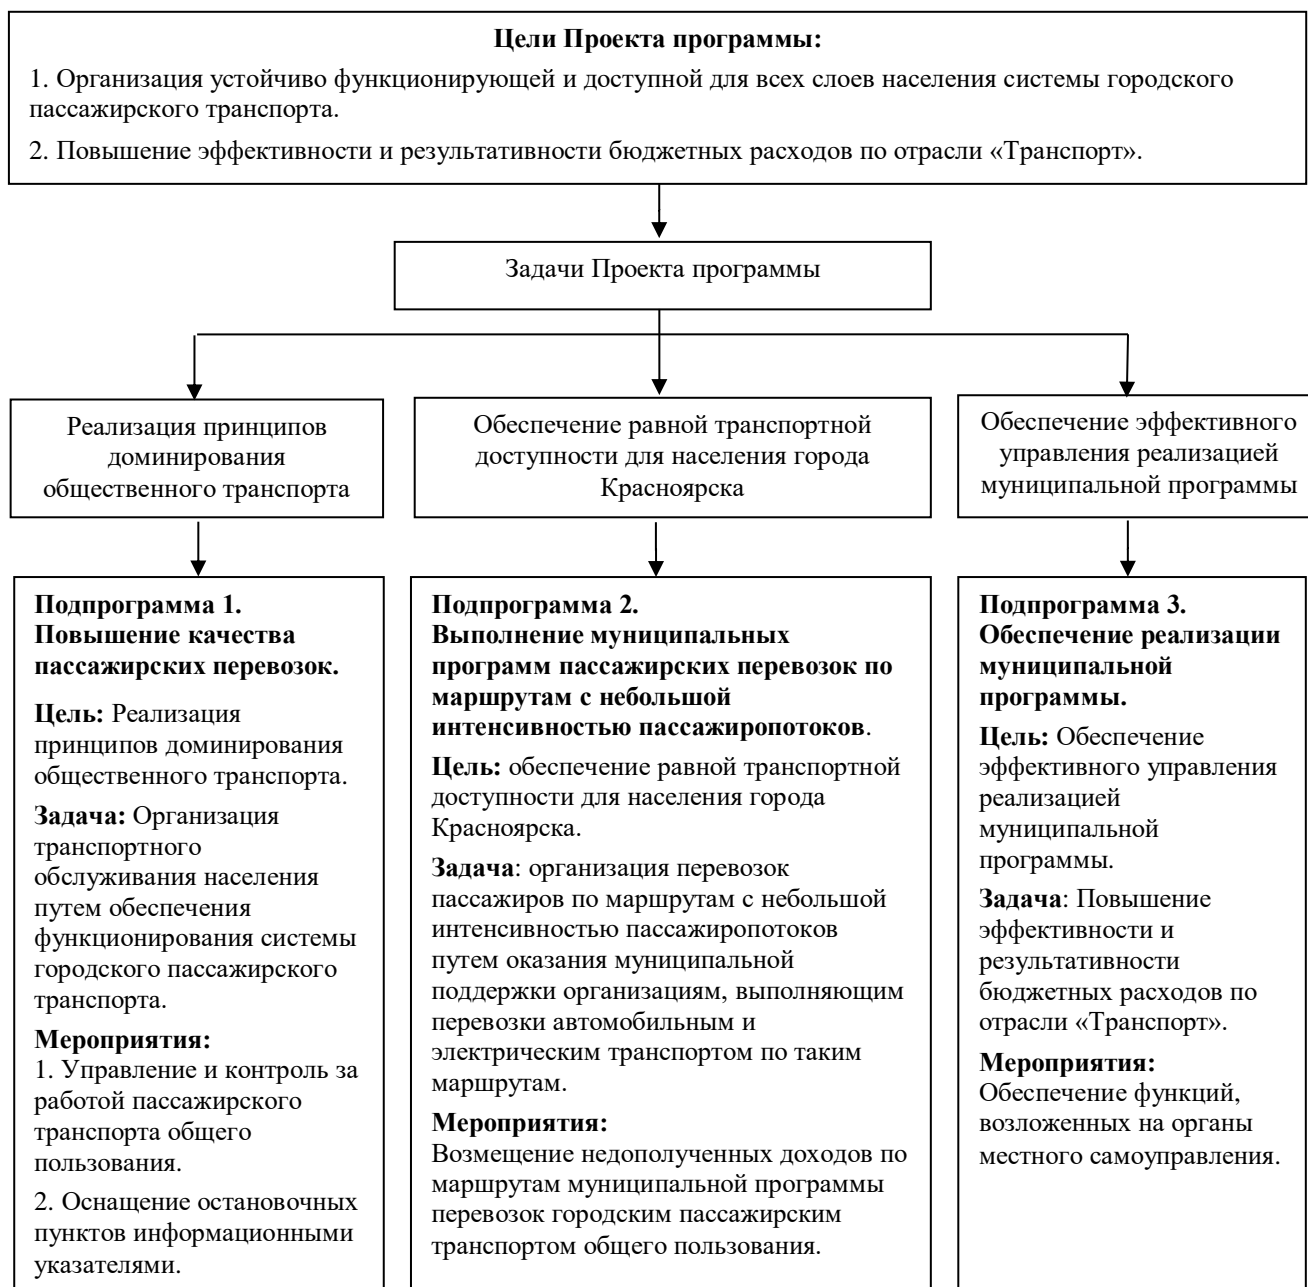 Цели Проекта программы:
1. Организация устойчиво функционирующей и доступной для всех слоев населения системы городского
пассажирского транспорта.
2. Повышение эффективности и результативности бюджетных расходов по отрасли «Транспорт».
Задачи Проекта программы
Реализация принципов
доминирования
общественного транспорта
Обеспечение равной транспортной
доступности для населения города
Красноярска
Обеспечение эффективного
управления реализацией
муниципальной программы
Подпрограмма 1.
Повышение качества
пассажирских перевозок.
Цель: Реализация
принципов доминирования
общественного транспорта.
Задача: Организация
транспортного
обслуживания населения
путем обеспечения
функционирования системы
городского пассажирского
транспорта.
Мероприятия:
1. Управление и контроль за
работой пассажирского
транспорта общего
пользования.
2. Оснащение остановочных
пунктов информационными
указателями.
Подпрограмма 2.
Выполнение муниципальных
программ пассажирских перевозок по
маршрутам с небольшой
интенсивностью пассажиропотоков.
Цель: обеспечение равной транспортной
доступности для населения города
Красноярска.
Задача: организация перевозок
пассажиров по маршрутам с небольшой
интенсивностью пассажиропотоков
путем оказания муниципальной
поддержки организациям, выполняющим
перевозки автомобильным и
электрическим транспортом по таким
маршрутам.
Мероприятия:
Возмещение недополученных доходов по
маршрутам муниципальной программы
перевозок городским пассажирским
транспортом общего пользования.
Подпрограмма 3.
Обеспечение реализации
муниципальной
программы.
Цель: Обеспечение
эффективного управления
реализацией
муниципальной
программы.
Задача: Повышение
эффективности и
результативности
бюджетных расходов по
отрасли «Транспорт».
Мероприятия:
Обеспечение функций,
возложенных на органы
местного самоуправления.